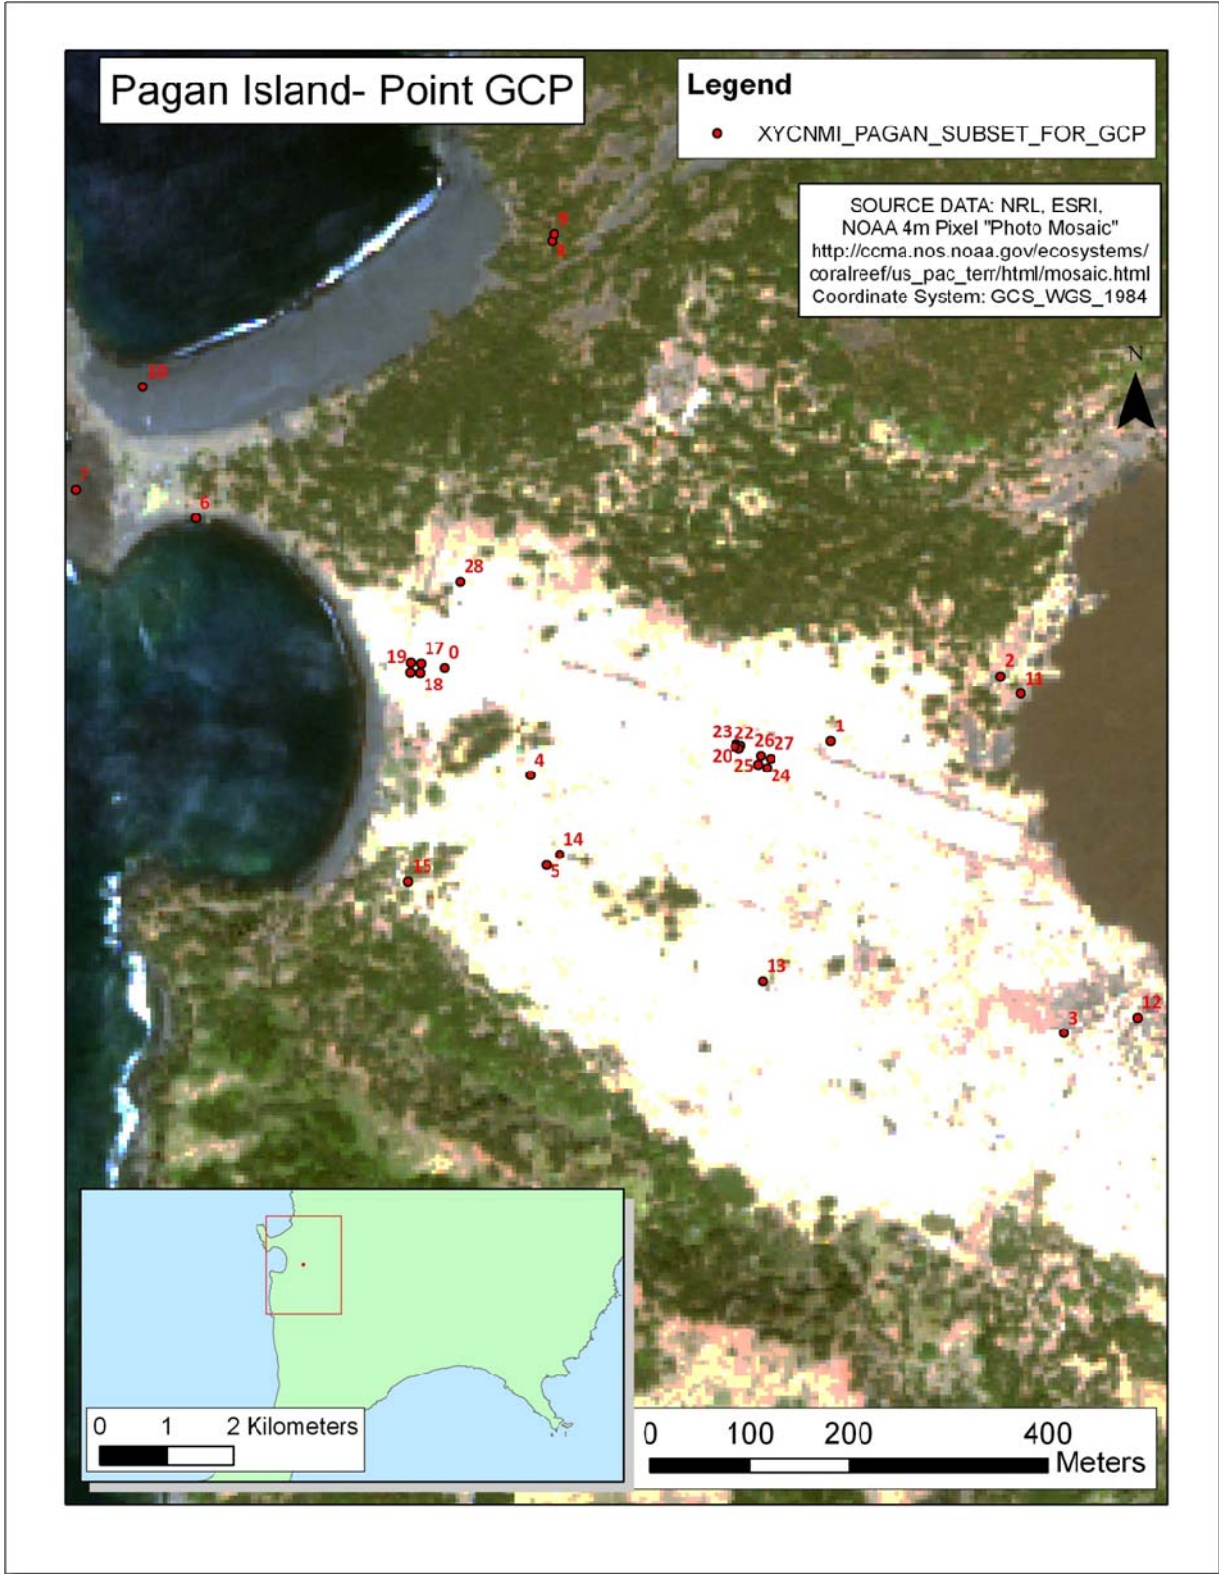 Pagan Island- Point GCP
Legend
XYCNMI_PAGAN_SUBSET_FOR_GCP
SOURCE DATA: NRL, ESRI,
NOAA 4m Pixel "Photo Mosaic"
http://ccma.nos.noaa.gov/ecosystems/
coralreef/us_pac_terr/html/mosaic.html
Coordinate System: GCS_WGS_1984
N
7
6
28
19 17 0
18
2
11
1
23 22 26 27
20 25 24
4
14
5
15
13
12
3
0 1 2 Kilometers
0 100 200 400
Meters